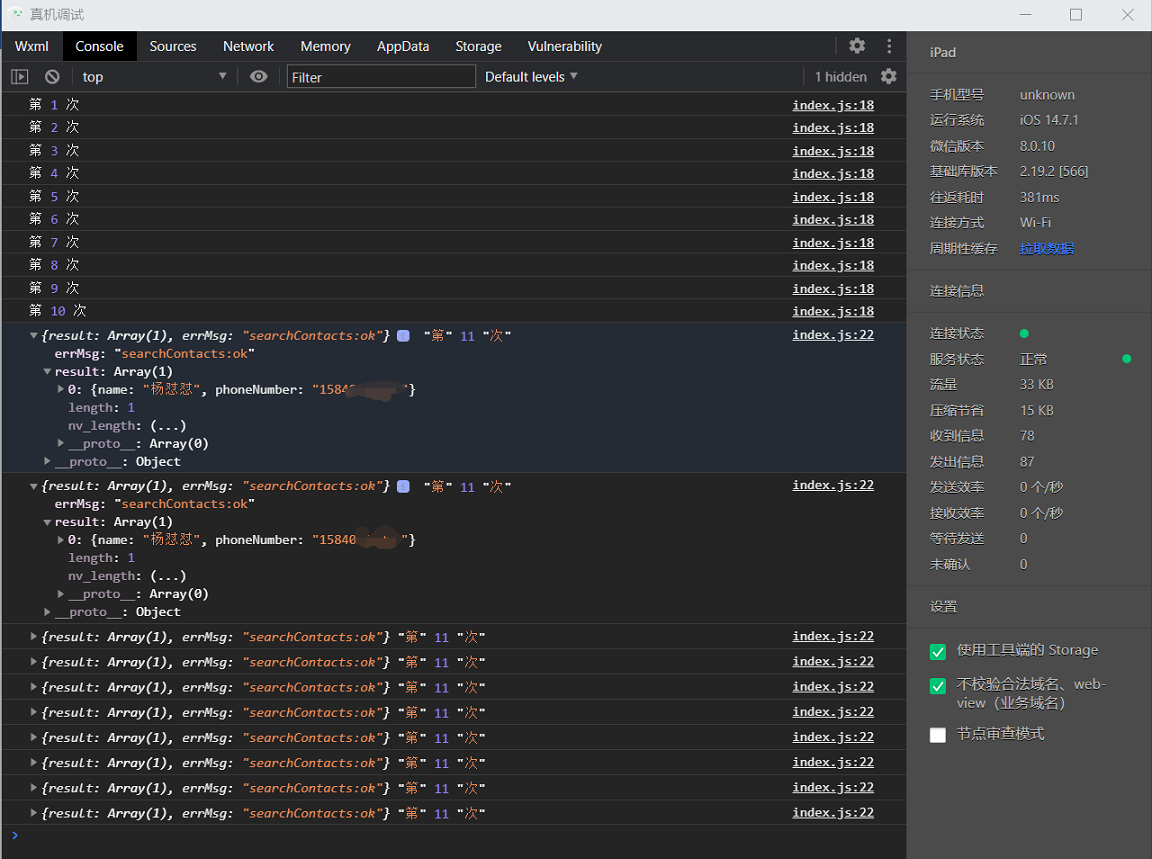 真机调试
Wxml Console Sources Network Memory AppData Storage Vulnerability
top Filter Default levels 1 hidden
第 1 次 index.js:18
第 2 次 index.js:18
第 3 次 index.js:18
第 4 次 index.js:18
第 5 次 index.js:18
第 6 次 index.js:18
第 7 次 index.js:18
第 8 次 index.js:18
第 9 次 index.js:18
第 10 次 index.js:18
{result: Array(1), errMsg: "searchContacts:ok"} "第" 11 "次" index.js:22
errMsg: "searchContacts:ok"
result: Array(1)
0: {name: "杨怼怼", phoneNumber: "1584 "}
length: 1
nv_length: (...)
__proto__: Array(0)
__proto__: Object
{result: Array(1), errMsg: "searchContacts:ok"} "第" 11 "次" index.js:22
errMsg: "searchContacts:ok"
result: Array(1)
0: {name: "杨怼怼", phoneNumber: "15840 "}
length: 1
nv_length: (...)
__proto__: Array(0)
__proto__: Object
{result: Array(1), errMsg: "searchContacts:ok"} "第" 11 "次" index.js:22
{result: Array(1), errMsg: "searchContacts:ok"} "第" 11 "次" index.js:22
{result: Array(1), errMsg: "searchContacts:ok"} "第" 11 "次" index.js:22
{result: Array(1), errMsg: "searchContacts:ok"} "第" 11 "次" index.js:22
{result: Array(1), errMsg: "searchContacts:ok"} "第" 11 "次" index.js:22
{result: Array(1), errMsg: "searchContacts:ok"} "第" 11 "次" index.js:22
{result: Array(1), errMsg: "searchContacts:ok"} "第" 11 "次" index.js:22
{result: Array(1), errMsg: "searchContacts:ok"} "第" 11 "次" index.js:22
iPad
手机型号 unknown
运行系统 iOS 14.7.1
微信版本 8.0.10
基础库版本 2.19.2 [566]
往返耗时 381ms
连接方式 Wi-Fi
周期性缓存 拉取数据
连接信息
连接状态
服务状态 正常
流量 33 KB
压缩节省 15 KB
收到信息 78
发出信息 87
发送效率 0 个/秒
接收效率 0 个/秒
等待发送 0
未确认 0
设置
使用工具端的 Storage
不校验合法域名、web-
view（业务域名）
节点审查模式